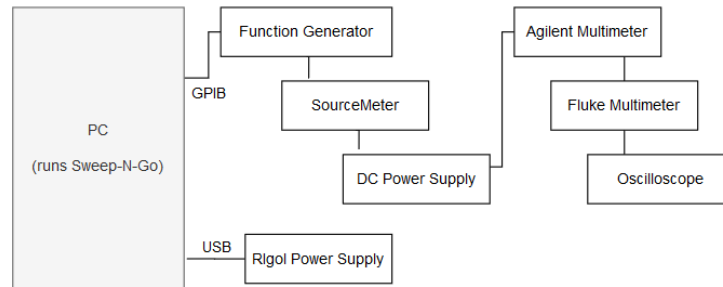 Function Generator
Agilent Multimeter
GPIB
SourceMeter
Fluke Multimeter
PC
(runs Sweep-N-Go)
DC Power Supply
Oscilloscope
USB
Rigol Power Supply